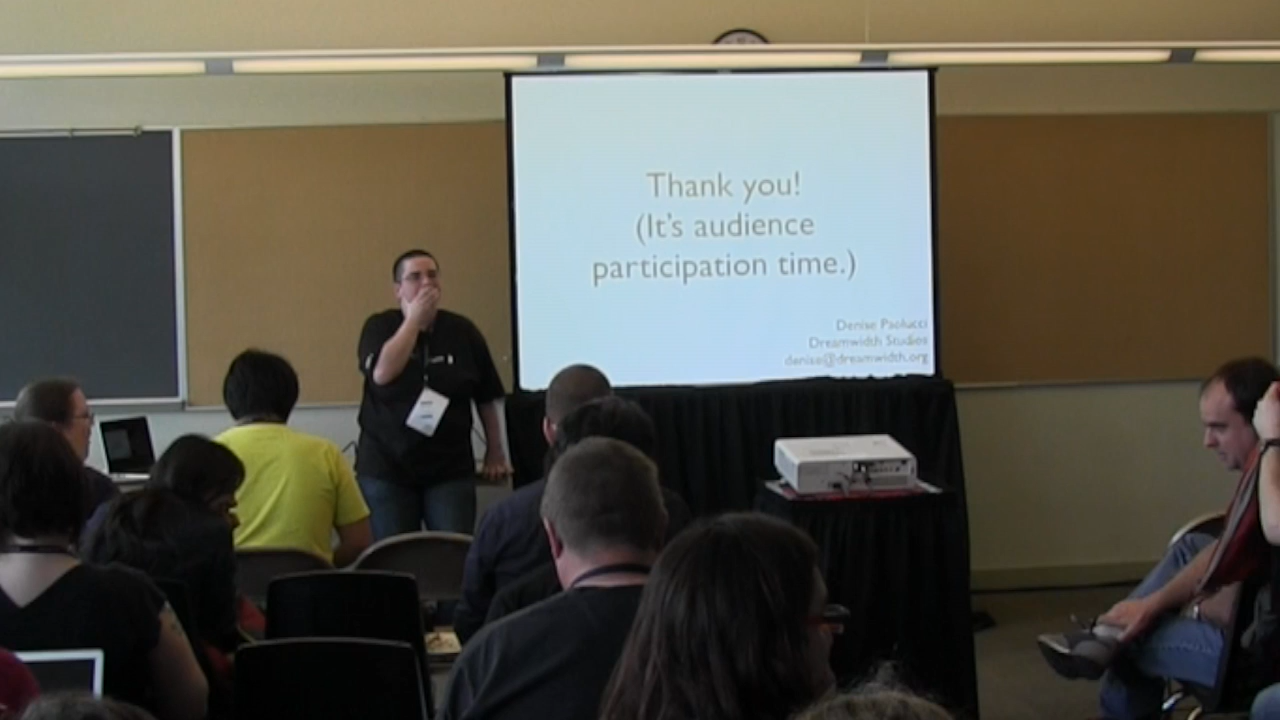 Thank you!
(It's audience
participation time.)
Denise Paolucci
Dreamwidth Studios
denise@dreamwidth.org